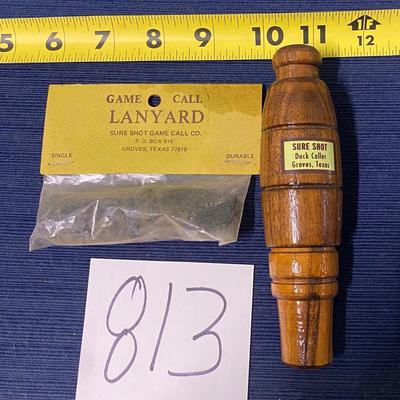 5 6 7 8 9 10 11 12
GAME CALL
LANYARD
SURE SHOT GAME CALL CO.
P. O. BOX 816
GROVES, TEXAS 77619
SINGLE
DURABLE
SURE SHOT
Duck Caller
Groves, Texas
813